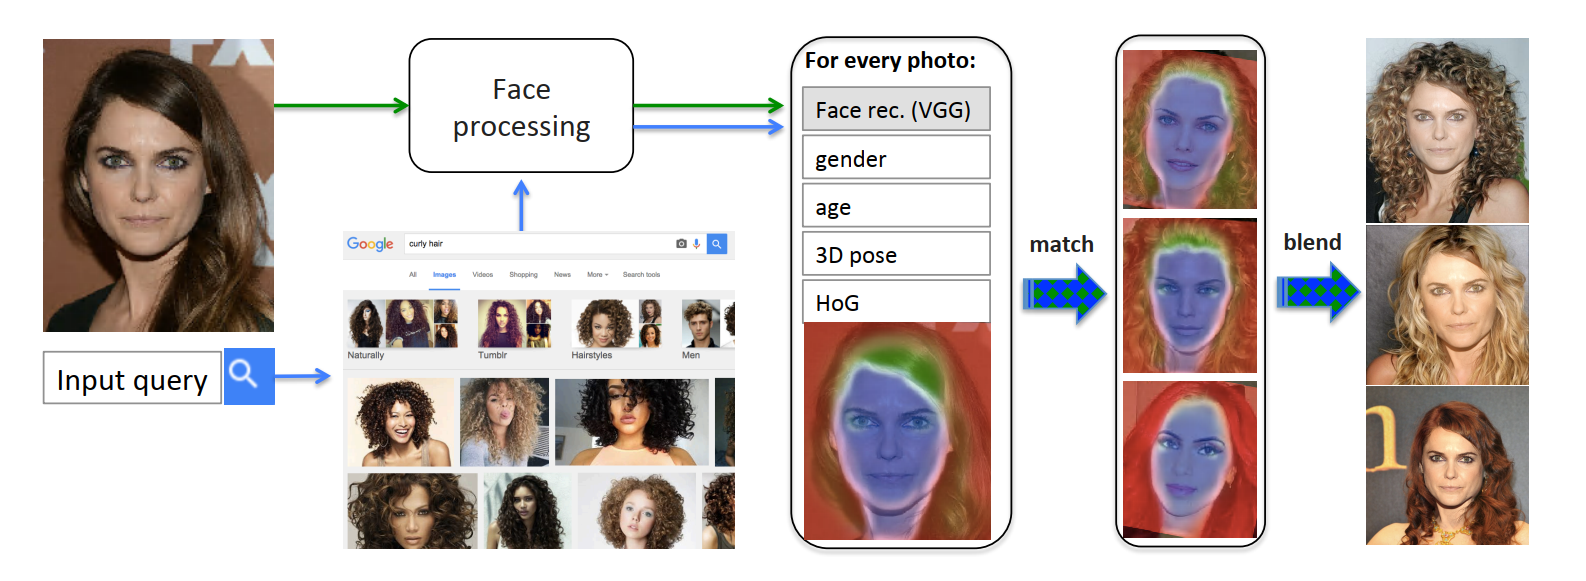 FX
Input query
Face
processing
Google
curly hair
All Images Videos Shopping News More Search tools
Naturally Tumblr Hairstyles Men
For every photo:
Face rec. (VGG)
gender
age
3D pose
HoG
match
blend